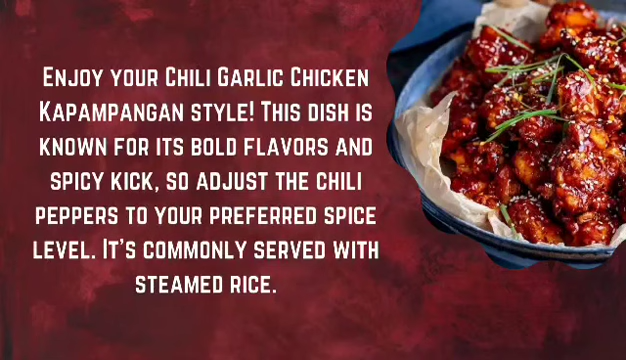 Enjoy your Chili Garlic Chicken
Kapampangan style! This dish is
known for its bold flavors and
spicy kick, so adjust the chili
peppers to your preferred spice
level. It's commonly served with
steamed rice.